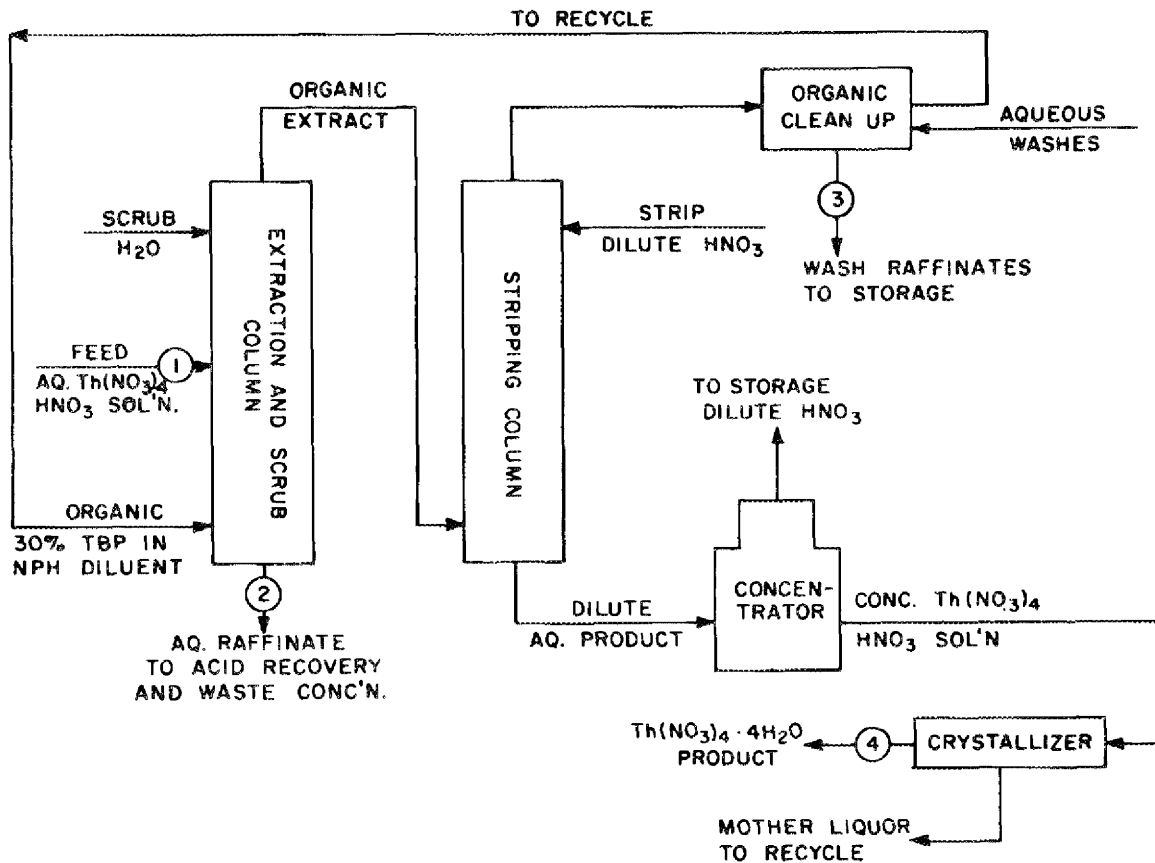 TO RECYCLE
ORGANIC
EXTRACT
ORGANIC
CLEAN UP
AQUEOUS
WASHES
3
WASH RAFFINATES
TO STORAGE
SCRUB
H₂O
STRIP
DILUTE HNO₃
EXTRACTION AND SCRUB
COLUMN
STRIPPING COLUMN
FEED
1
AQ. Th(NO₃)₄
HNO₃ SOL'N.
TO STORAGE
DILUTE HNO₃
ORGANIC
30% TBP IN
NPH DILUENT
2
AQ. RAFFINATE
TO ACID RECOVERY
AND WASTE CONC'N.
DILUTE
AQ. PRODUCT
CONCEN-
TRATOR
CONC. Th(NO₃)₄
HNO₃ SOL'N
Th(NO₃)₄·4H₂O
PRODUCT
4
CRYSTALLIZER
MOTHER LIQUOR
TO RECYCLE